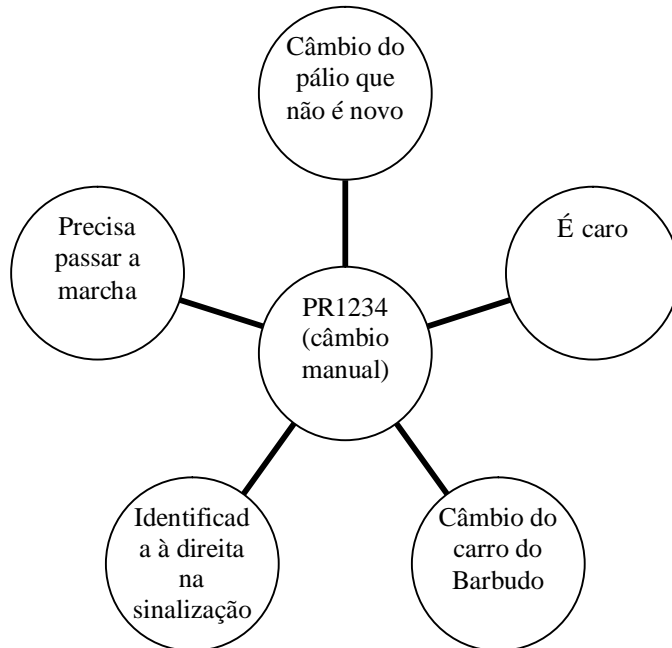 Câmbio do
pálio que
não é novo
Precisa
passar a
marcha
É caro
PR1234
(câmbio
manual)
Identificad
a à direita
na
sinalização
Câmbio do
carro do
Barbudo